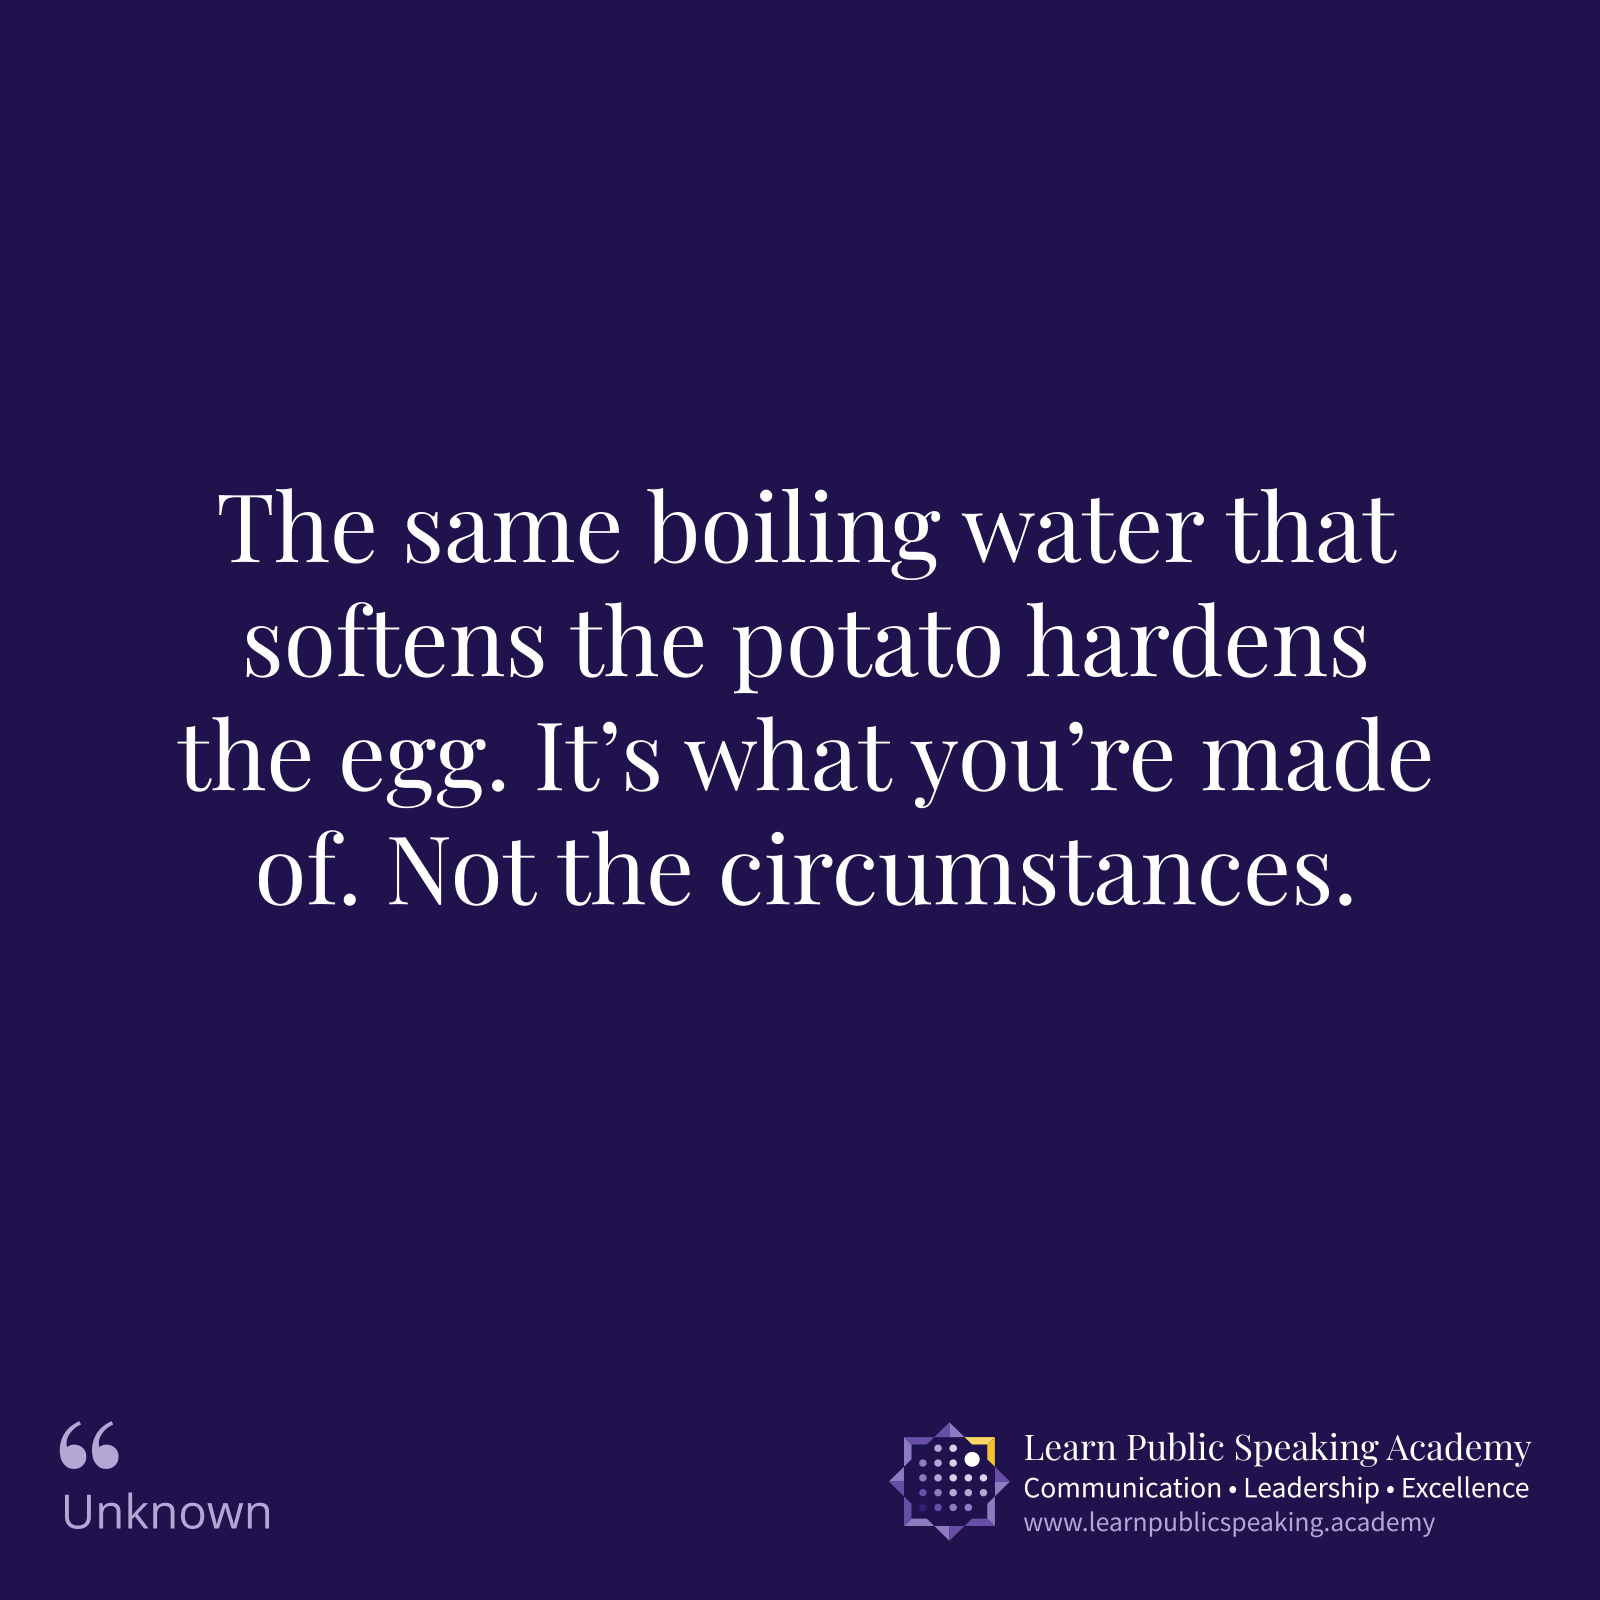 The same boiling water that
softens the potato hardens
the egg. It’s what you’re made
of. Not the circumstances.
“
Unknown
Learn Public Speaking Academy
Communication • Leadership • Excellence
www.learnpublicspeaking.academy